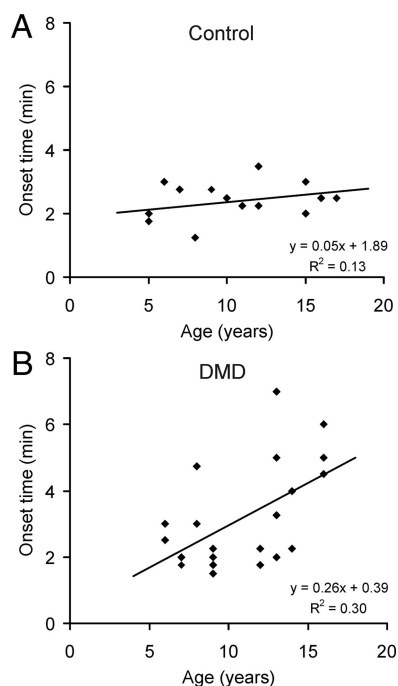 A
Control
8
6
4
2
0
Onset time (min)
y = 0.05x + 1.89
R² = 0.13
0 5 10 15 20
Age (years)
B
DMD
8
6
4
2
0
Onset time (min)
y = 0.26x + 0.39
R² = 0.30
0 5 10 15 20
Age (years)